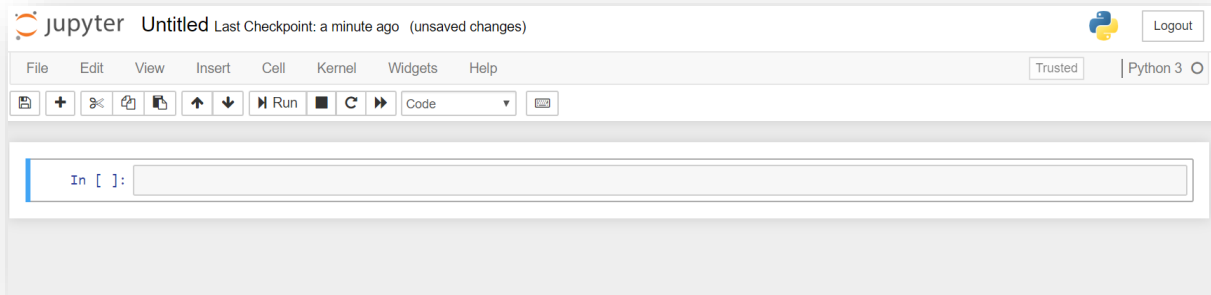 jupyter Untitled Last Checkpoint: a minute ago (unsaved changes) Logout
File Edit View Insert Cell Kernel Widgets Help Trusted Python 3
Run Code
In [ ]: